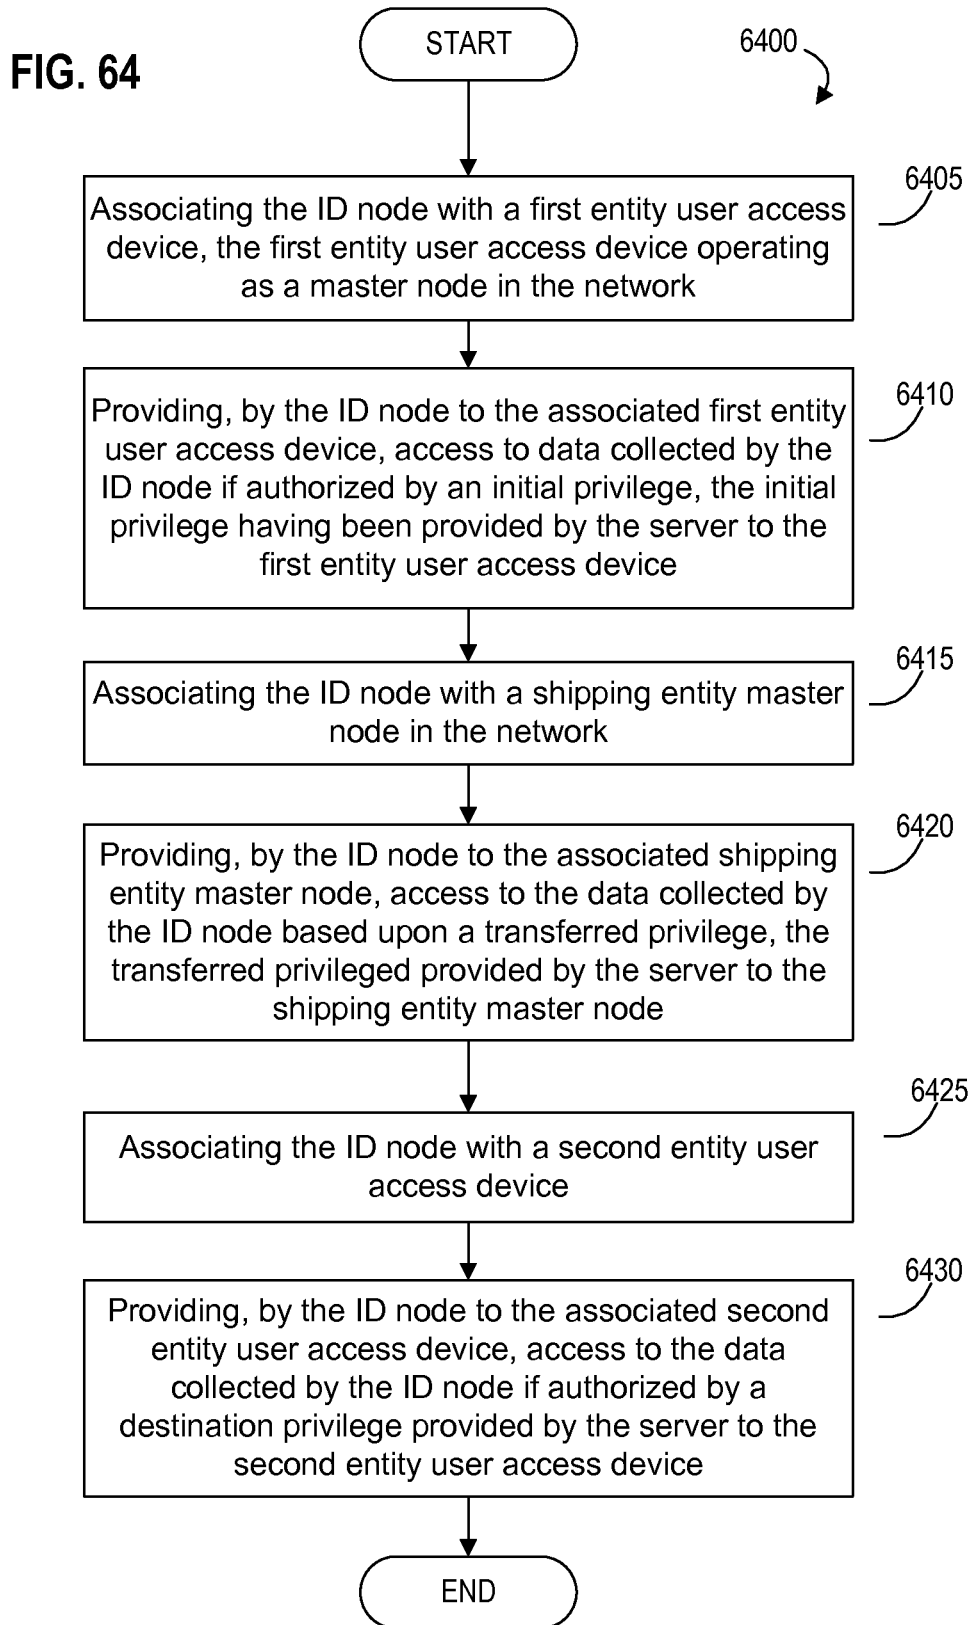 START
6400
FIG. 64
6405
Associating the ID node with a first entity user access
device, the first entity user access device operating
as a master node in the network
6410
Providing, by the ID node to the associated first entity
user access device, access to data collected by the
ID node if authorized by an initial privilege, the initial
privilege having been provided by the server to the
first entity user access device
6415
Associating the ID node with a shipping entity master
node in the network
6420
Providing, by the ID node to the associated shipping
entity master node, access to the data collected by
the ID node based upon a transferred privilege, the
transferred privileged provided by the server to the
shipping entity master node
6425
Associating the ID node with a second entity user
access device
6430
Providing, by the ID node to the associated second
entity user access device, access to the data
collected by the ID node if authorized by a
destination privilege provided by the server to the
second entity user access device
END